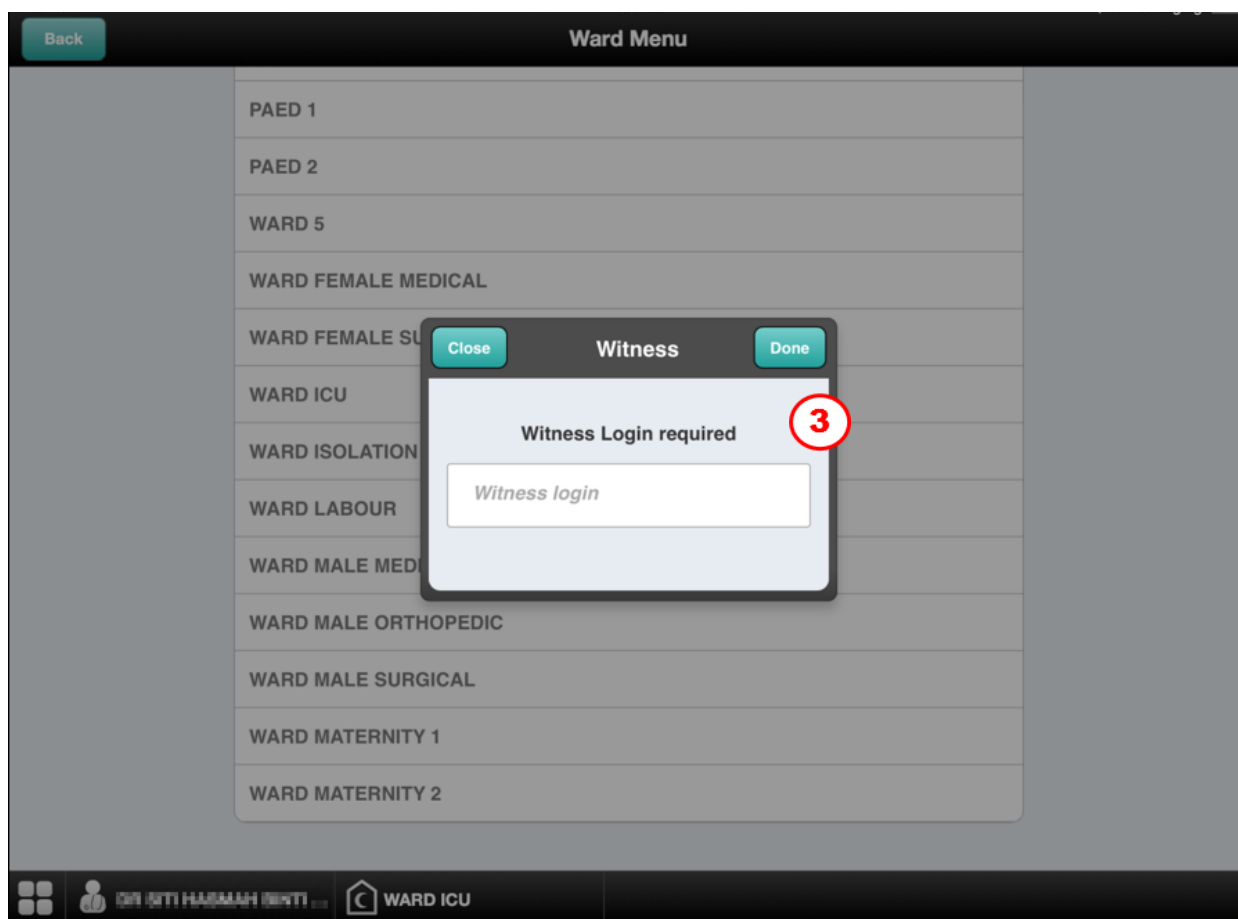 Back
Ward Menu
PAED 1
PAED 2
WARD 5
WARD FEMALE MEDICAL
WARD FEMALE SU
Close
Witness
Done
WARD ICU
3
Witness Login required
WARD ISOLATION
Witness login
WARD LABOUR
WARD MALE MEDI
WARD MALE ORTHOPEDIC
WARD MALE SURGICAL
WARD MATERNITY 1
WARD MATERNITY 2
WARD ICU